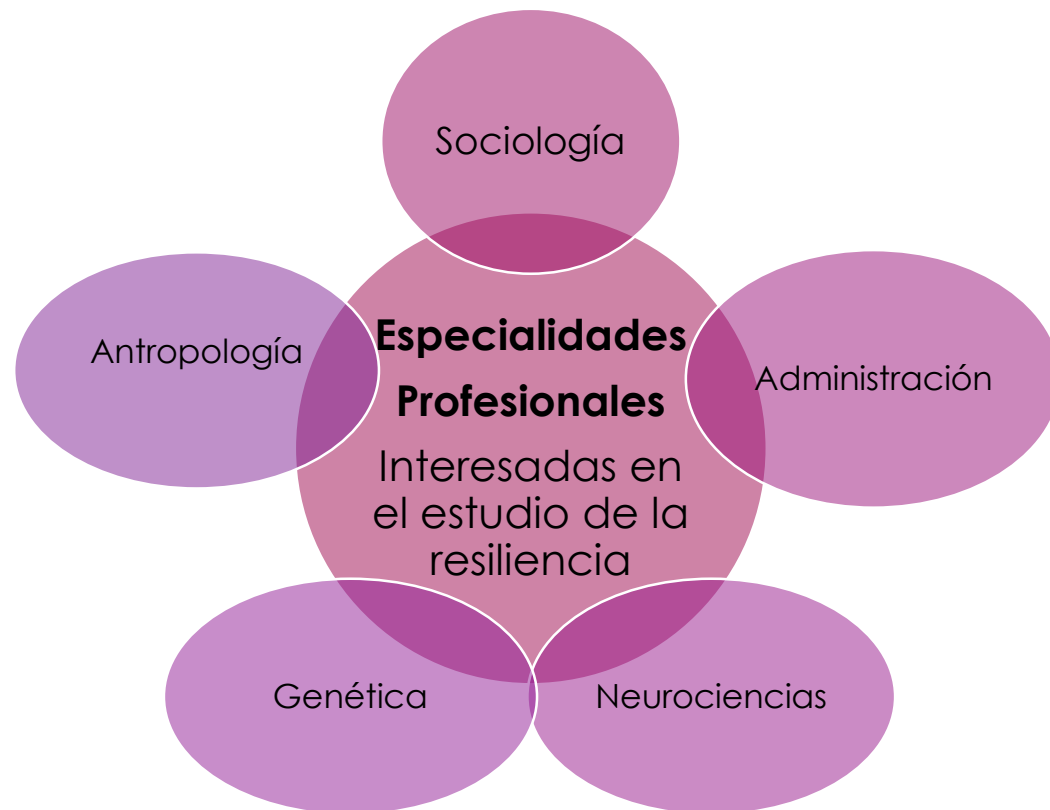 Sociología
Antropología
Especialidades
Profesionales
Interesadas en
el estudio de la
resiliencia
Administración
Genética
Neurociencias